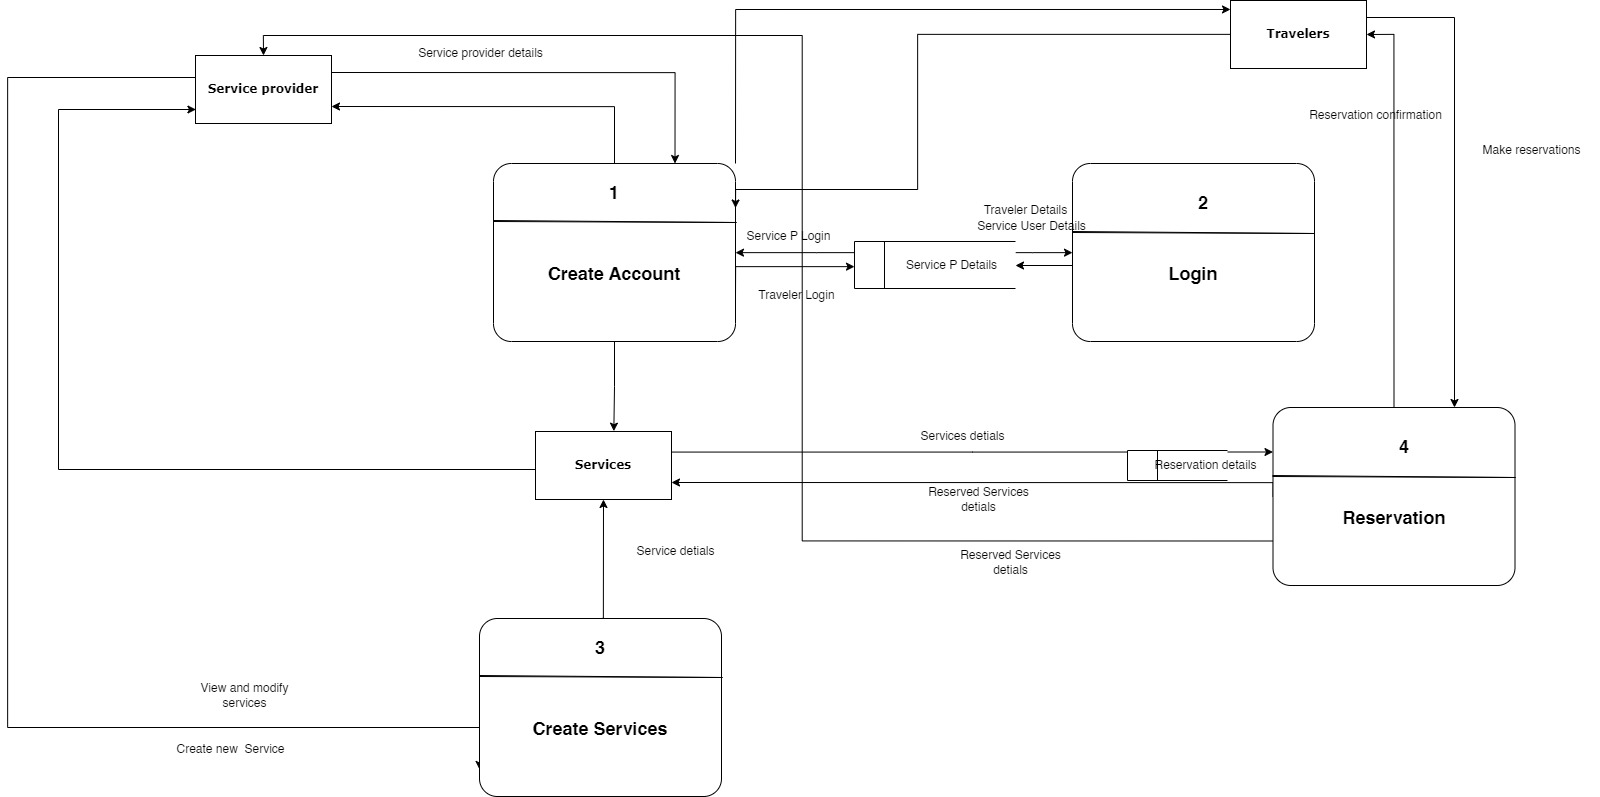 Travelers
Service provider details
Service provider
Reservation confirmation
Make reservations
1
2
Traveler Details
Service User Details
Service P Login
Service P Details
Create Account
Login
Traveler Login
Services detials
4
Services
Reservation details
Reserved Services
detials
Reservation
Service detials
Reserved Services
detials
3
View and modify
services
Create Services
Create new  Service